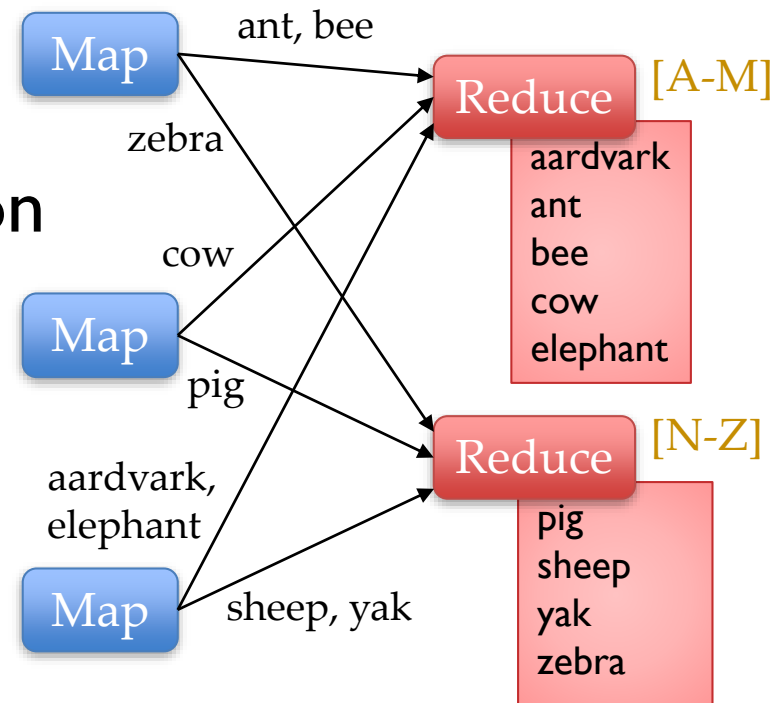 Map
ant, bee
Reduce
[A-M]
zebra
aardvark
ant
bee
cow
elephant
on
cow
Map
pig
Reduce
[N-Z]
aardvark,
elephant
pig
sheep
yak
zebra
Map
sheep, yak